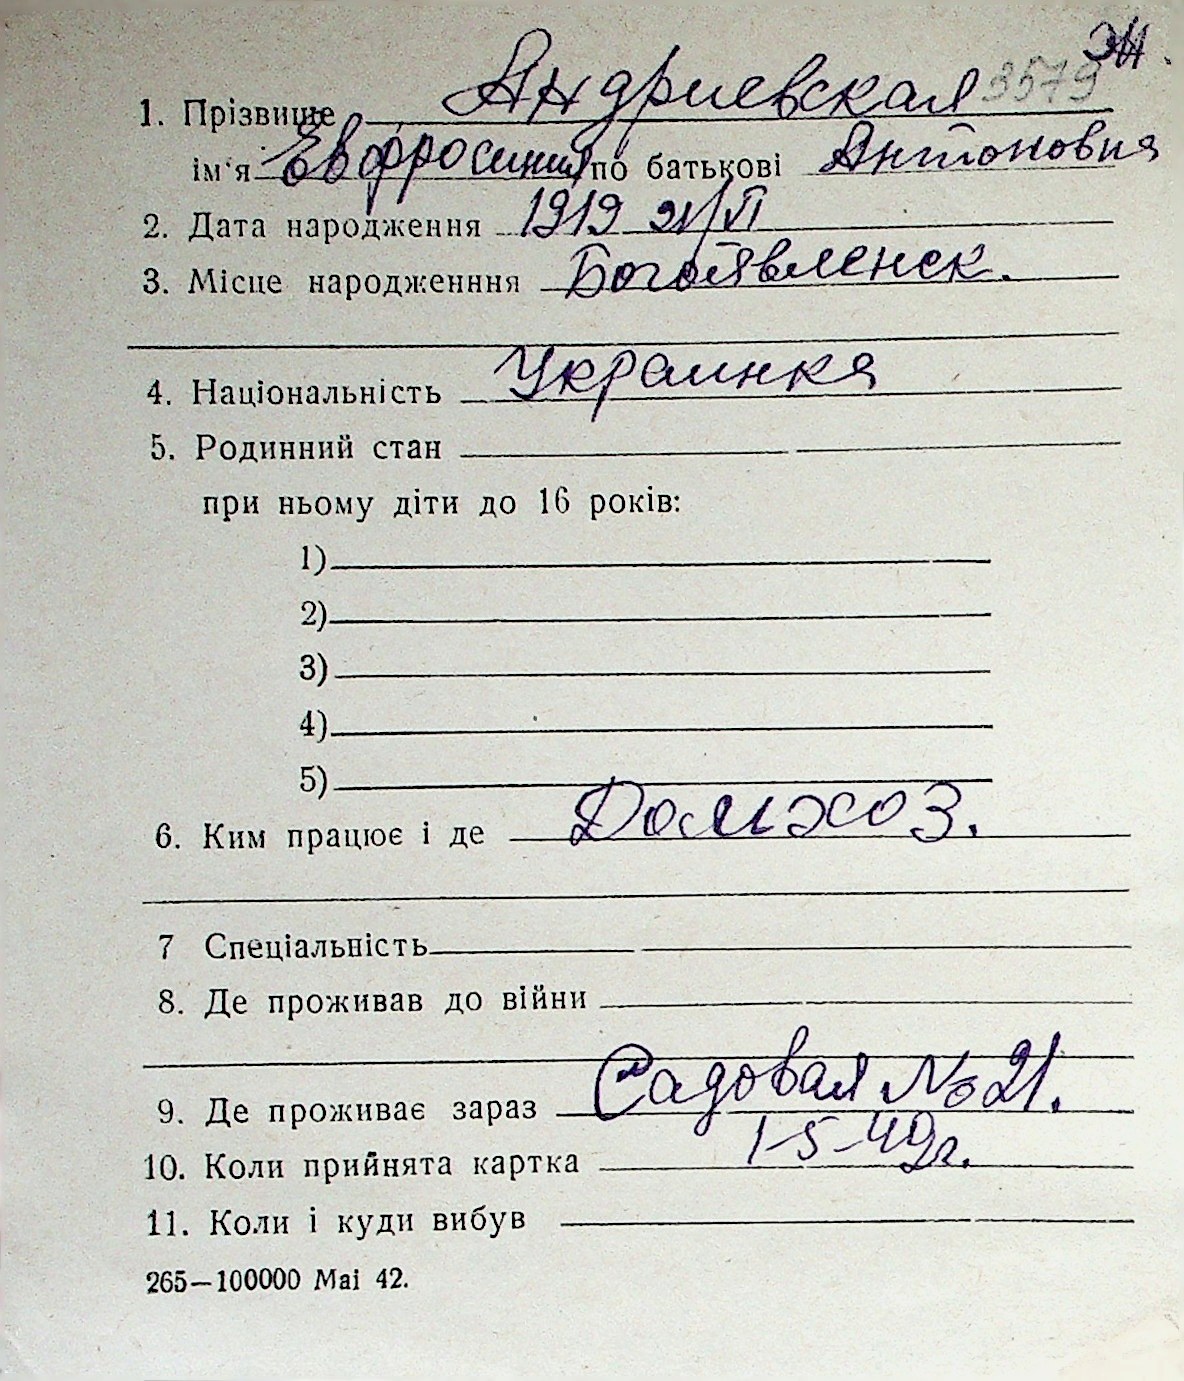 Ж.
3579
1. Прізвище Андриевская
ім'я Евфросиния по батькові Антоновна
2. Дата народження 1919 21/VI
3. Місце народженння Богоявленск.
4. Національність Украинка
5. Родинний стан
при ньому діти до 16 років:
1)
2)
3)
4)
5)
6. Ким працює і де Домхоз.
7 Спеціальність
8. Де проживав до війни
9. Де проживає зараз Садовая № 21.
10. Коли прийнята картка 1-5-42г.
11. Коли і куди вибув
265—100000 Mai 42.